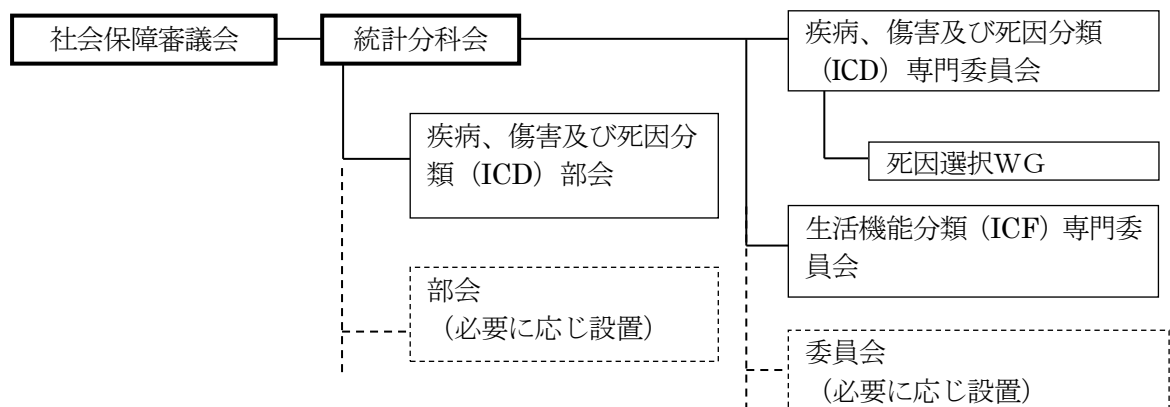 社会保障審議会
統計分科会
疾病、傷害及び死因分類
（ICD）専門委員会
疾病、傷害及び死因分
類（ICD）部会
死因選択ＷＧ
生活機能分類（ICF）専門委
員会
部会
（必要に応じ設置）
委員会
（必要に応じ設置）